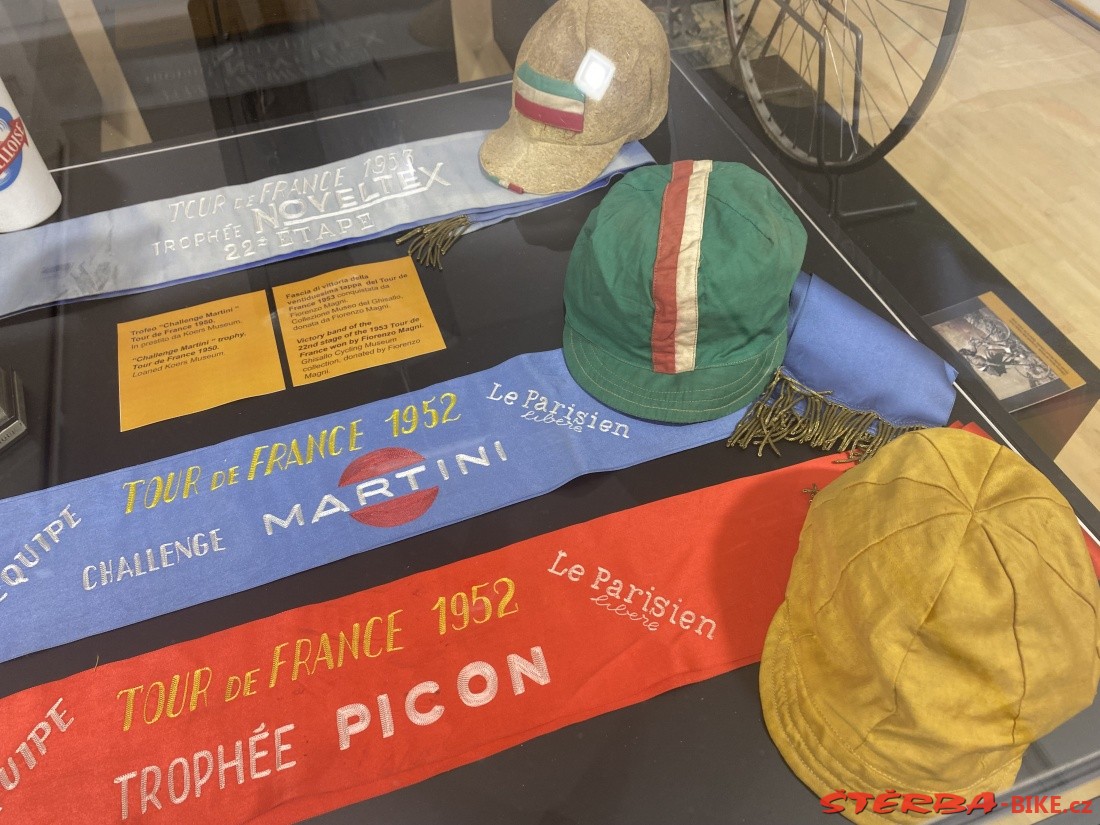 TOUR DE FRANCE 1953
TROPHÉE NOVELTEX
22e ÉTAPE
Trofeo "Challenge Martini"
Tour de France 1950.
In prestito da Koers Museum.
"Challenge Martini" trophy.
Tour de France 1950.
Loaned Koers Museum
Fascia di vittoria della
ventiduesima tappa del Tour de
France 1953 conquistata da
Fiorenzo Magni.
Collezione Museo del Ghisallo,
donata da Fiorenzo Magni.
Victory band of the
22nd stage of the 1953 Tour de
France won by Fiorenzo Magni.
Ghisallo Cycling Museum
collection, donated by Fiorenzo
Magni.
EQUIPE
TOUR DE FRANCE 1952
CHALLENGE MARTINI
Le Parisien
libéré
QUIPE
TOUR DE FRANCE 1952
TROPHÉE PICON
Le Parisien
libéré
ŠTĚRBA-BIKE.cz